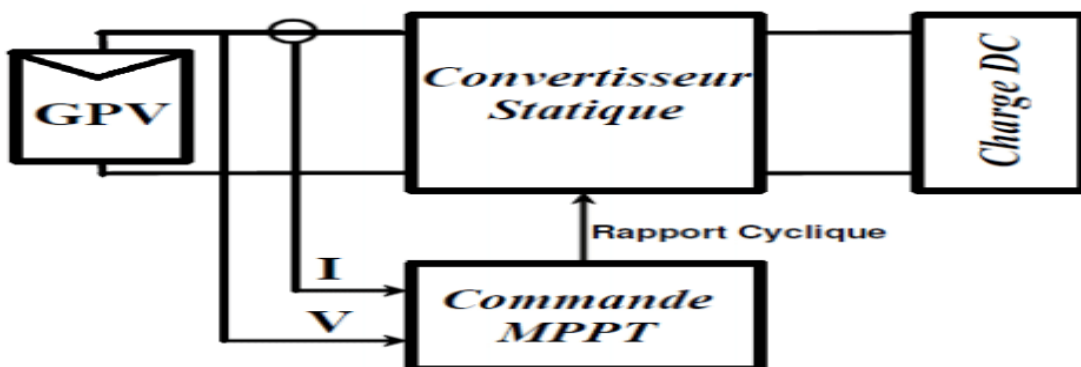 GPV
Convertisseur
Statique
Charge DC
Rapport Cyclique
I
V
Commande
MPPT